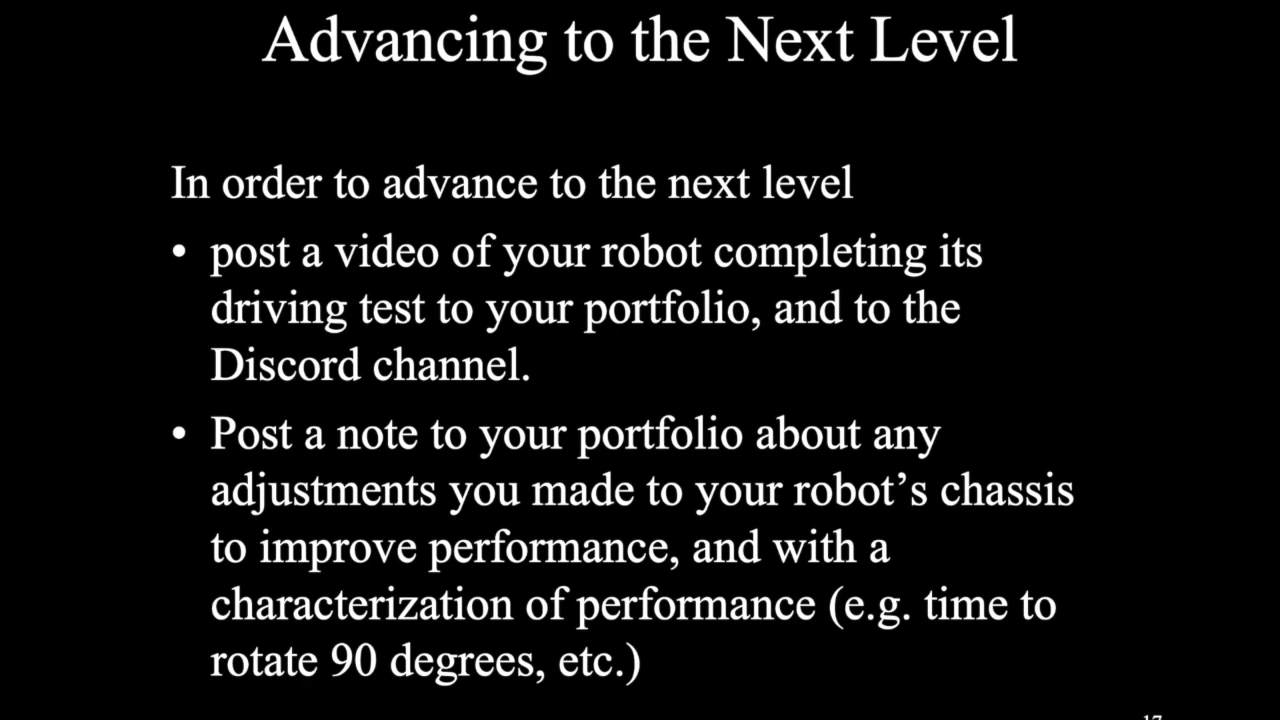 Advancing to the Next Level
In order to advance to the next level
• post a video of your robot completing its
driving test to your portfolio, and to the
Discord channel.
• Post a note to your portfolio about any
adjustments you made to your robot’s chassis
to improve performance, and with a
characterization of performance (e.g. time to
rotate 90 degrees, etc.)